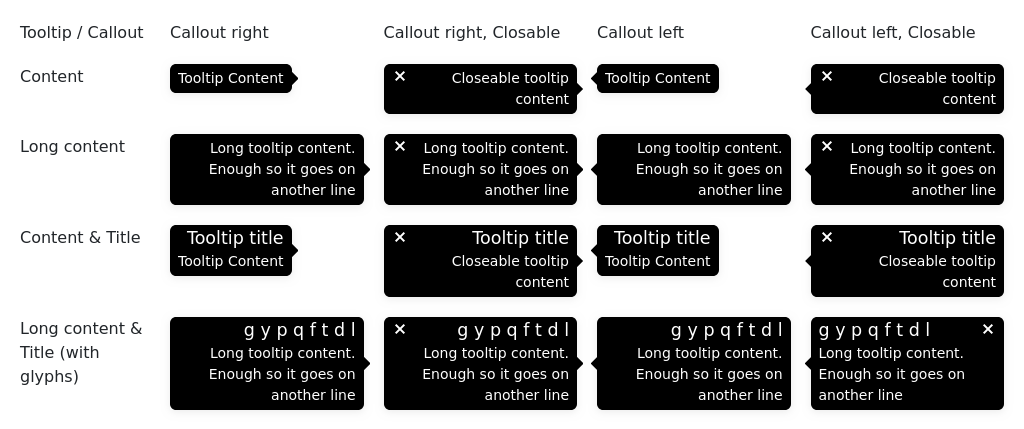 Tooltip / Callout Callout right Callout right, Closable Callout left Callout left, Closable
Content
Tooltip Content
× Closeable tooltip
content
Tooltip Content
× Closeable tooltip
content
Long content
Long tooltip content.
Enough so it goes on
another line
× Long tooltip content.
Enough so it goes on
another line
Long tooltip content.
Enough so it goes on
another line
× Long tooltip content.
Enough so it goes on
another line
Content & Title
Tooltip title
Tooltip Content
× Tooltip title
Closeable tooltip
content
Tooltip title
Tooltip Content
× Tooltip title
Closeable tooltip
content
Long content &
Title (with
glyphs)
g y p q f t d l
Long tooltip content.
Enough so it goes on
another line
× g y p q f t d l
Long tooltip content.
Enough so it goes on
another line
g y p q f t d l
Long tooltip content.
Enough so it goes on
another line
g y p q f t d l ×
Long tooltip content.
Enough so it goes on
another line